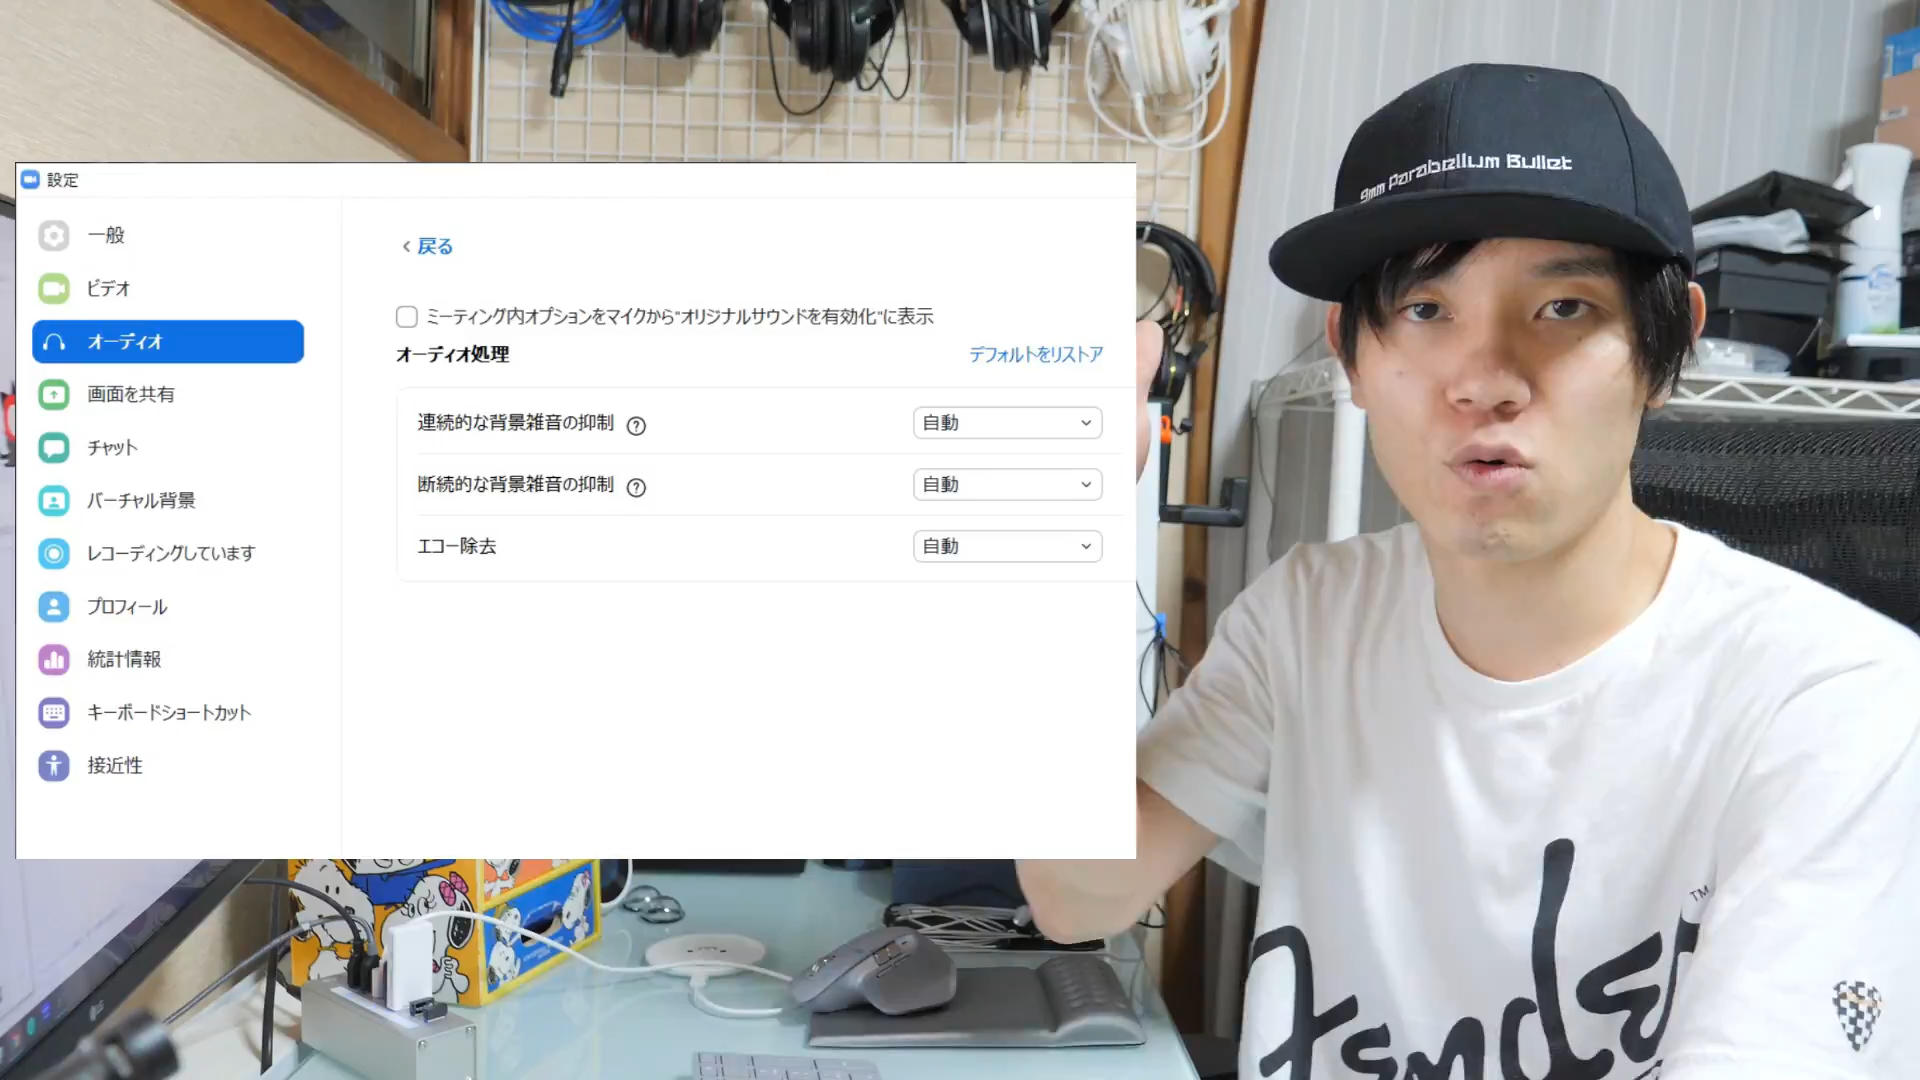 設定
一般
ビデオ
オーディオ
画面を共有
チャット
バーチャル背景
レコーディングしています
プロフィール
統計情報
キーボードショートカット
接近性
戻る
ミーティング内オプションをマイクから"オリジナルサウンドを有効化"に表示
オーディオ処理
デフォルトをリストア
連続的な背景雑音の抑制
自動
断続的な背景雑音の抑制
自動
エコー除去
自動
9mm Parabellum Bullet
Fender
TM